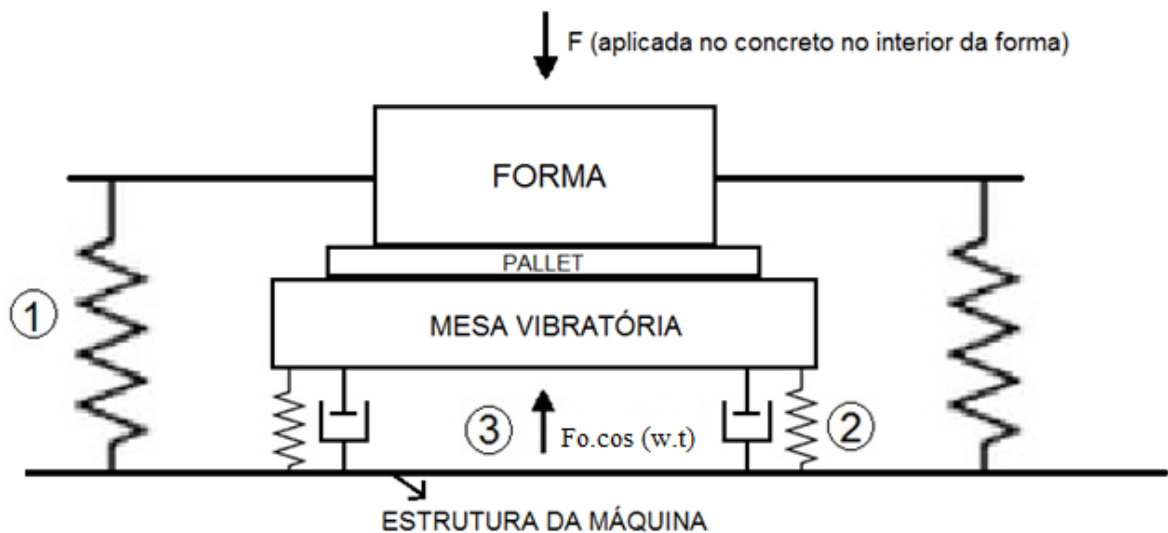 F (aplicada no concreto no interior da forma)
FORMA
PALLET
1
MESA VIBRATÓRIA
3
Fo.cos (w.t)
2
ESTRUTURA DA MÁQUINA